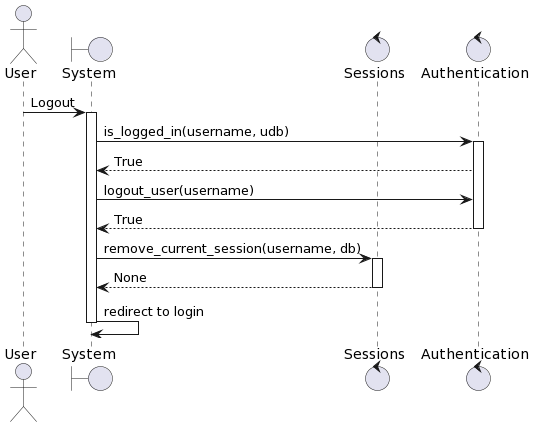 User System Sessions Authentication
Logout
is_logged_in(username, udb)
True
logout_user(username)
True
remove_current_session(username, db)
None
redirect to login
User System Sessions Authentication